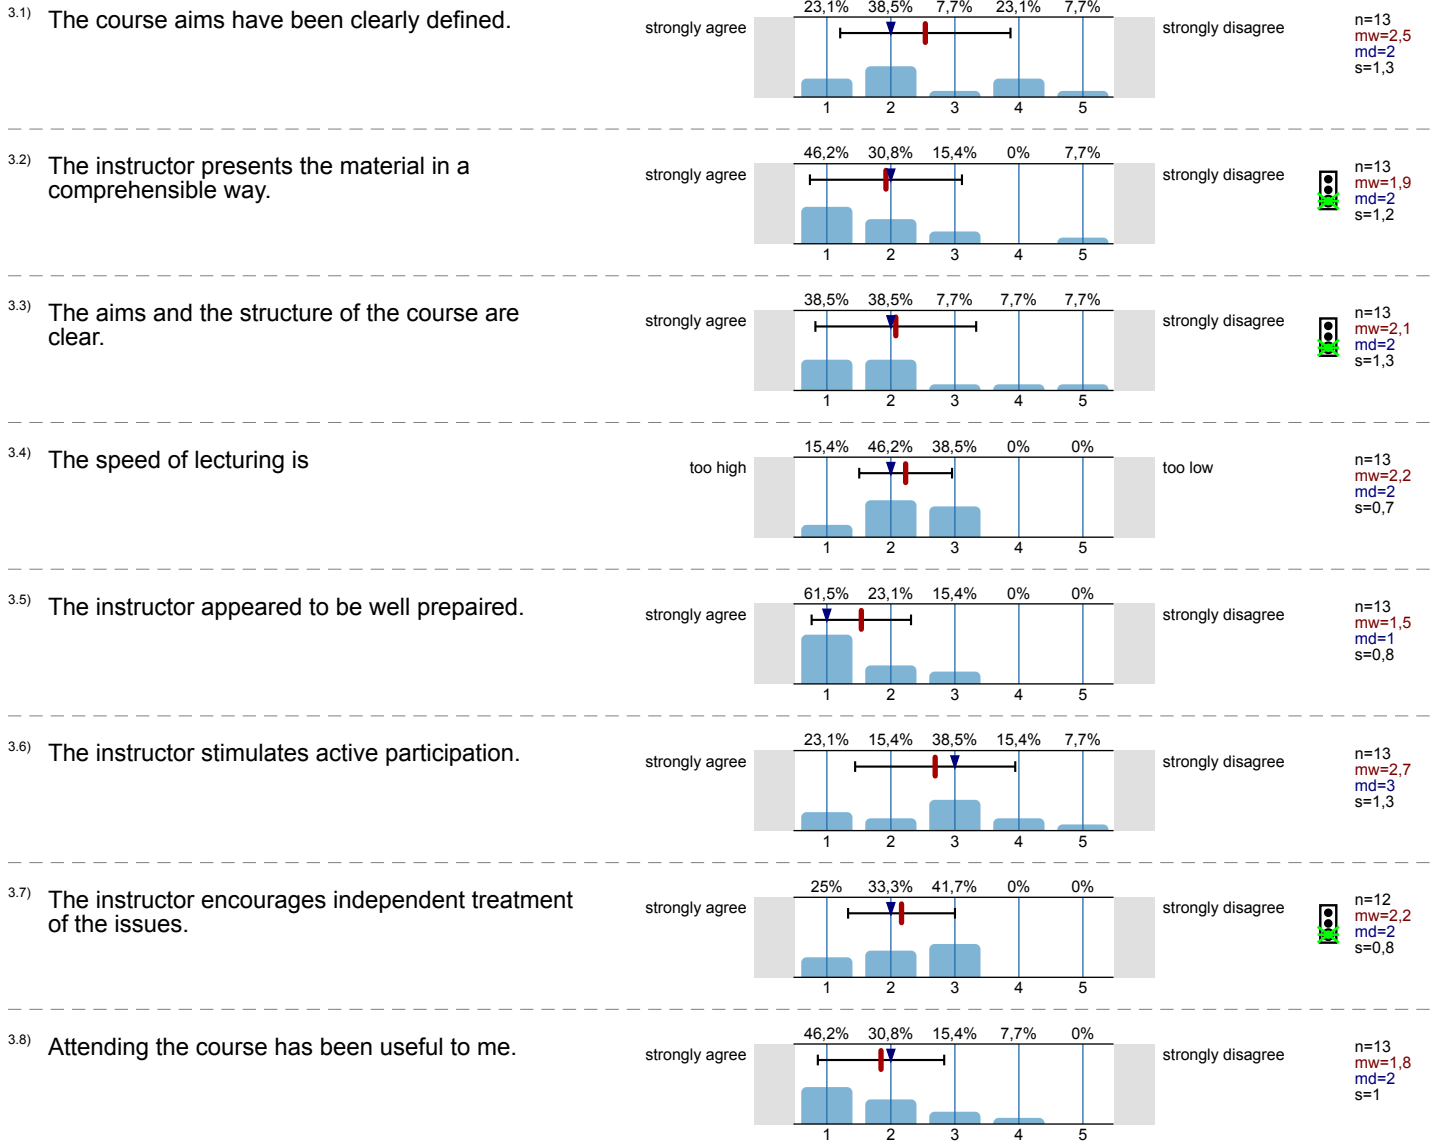 3.1) The course aims have been clearly defined.
23,1% 38,5% 7,7% 23,1% 7,7%
strongly agree strongly disagree
n=13
mw=2,5
md=2
s=1,3
1 2 3 4 5
3.2) The instructor presents the material in a
comprehensible way.
46,2% 30,8% 15,4% 0% 7,7%
strongly agree strongly disagree
n=13
mw=1,9
md=2
s=1,2
1 2 3 4 5
3.3) The aims and the structure of the course are
clear.
38,5% 38,5% 7,7% 7,7% 7,7%
strongly agree strongly disagree
n=13
mw=2,1
md=2
s=1,3
1 2 3 4 5
3.4) The speed of lecturing is
15,4% 46,2% 38,5% 0% 0%
too high too low
n=13
mw=2,2
md=2
s=0,7
1 2 3 4 5
3.5) The instructor appeared to be well prepaired.
61,5% 23,1% 15,4% 0% 0%
strongly agree strongly disagree
n=13
mw=1,5
md=1
s=0,8
1 2 3 4 5
3.6) The instructor stimulates active participation.
23,1% 15,4% 38,5% 15,4% 7,7%
strongly agree strongly disagree
n=13
mw=2,7
md=3
s=1,3
1 2 3 4 5
3.7) The instructor encourages independent treatment
of the issues.
25% 33,3% 41,7% 0% 0%
strongly agree strongly disagree
n=12
mw=2,2
md=2
s=0,8
1 2 3 4 5
3.8) Attending the course has been useful to me.
46,2% 30,8% 15,4% 7,7% 0%
strongly agree strongly disagree
n=13
mw=1,8
md=2
s=1
1 2 3 4 5